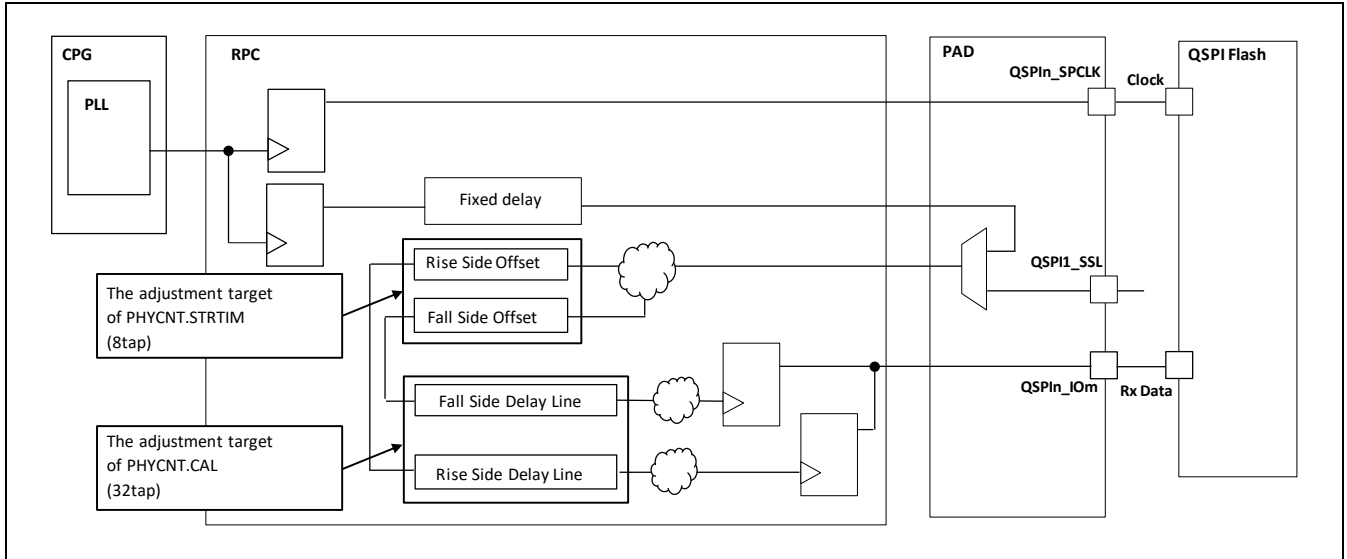 CPG
RPC
PAD
QSPI Flash
PLL
QSPIn_SPCLK
Clock
Fixed delay
QSPI1_SSL
Rise Side Offset
Fall Side Offset
The adjustment target
of PHYCNT.STRTIM
(8tap)
QSPIn_IOm
Rx Data
Fall Side Delay Line
Rise Side Delay Line
The adjustment target
of PHYCNT.CAL
(32tap)